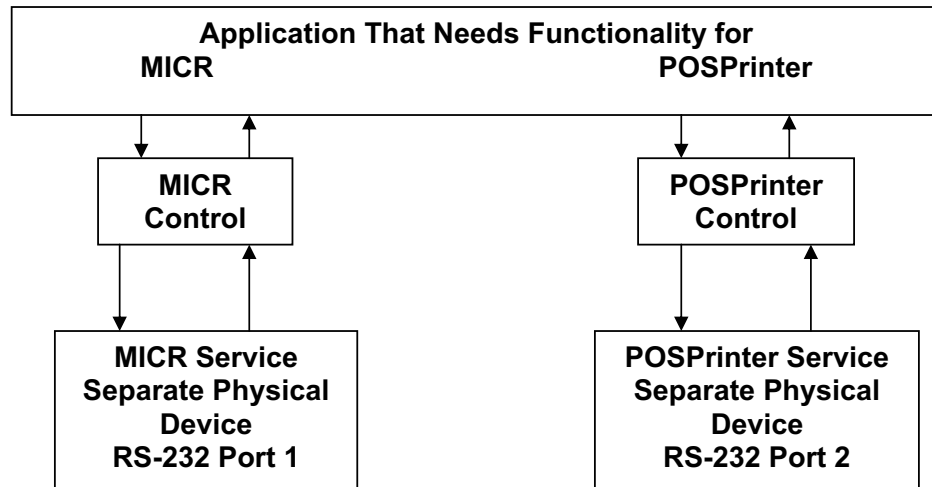 Application That Needs Functionality for
MICR POSPrinter
MICR
Control
POSPrinter
Control
MICR Service
Separate Physical
Device
RS-232 Port 1
POSPrinter Service
Separate Physical
Device
RS-232 Port 2